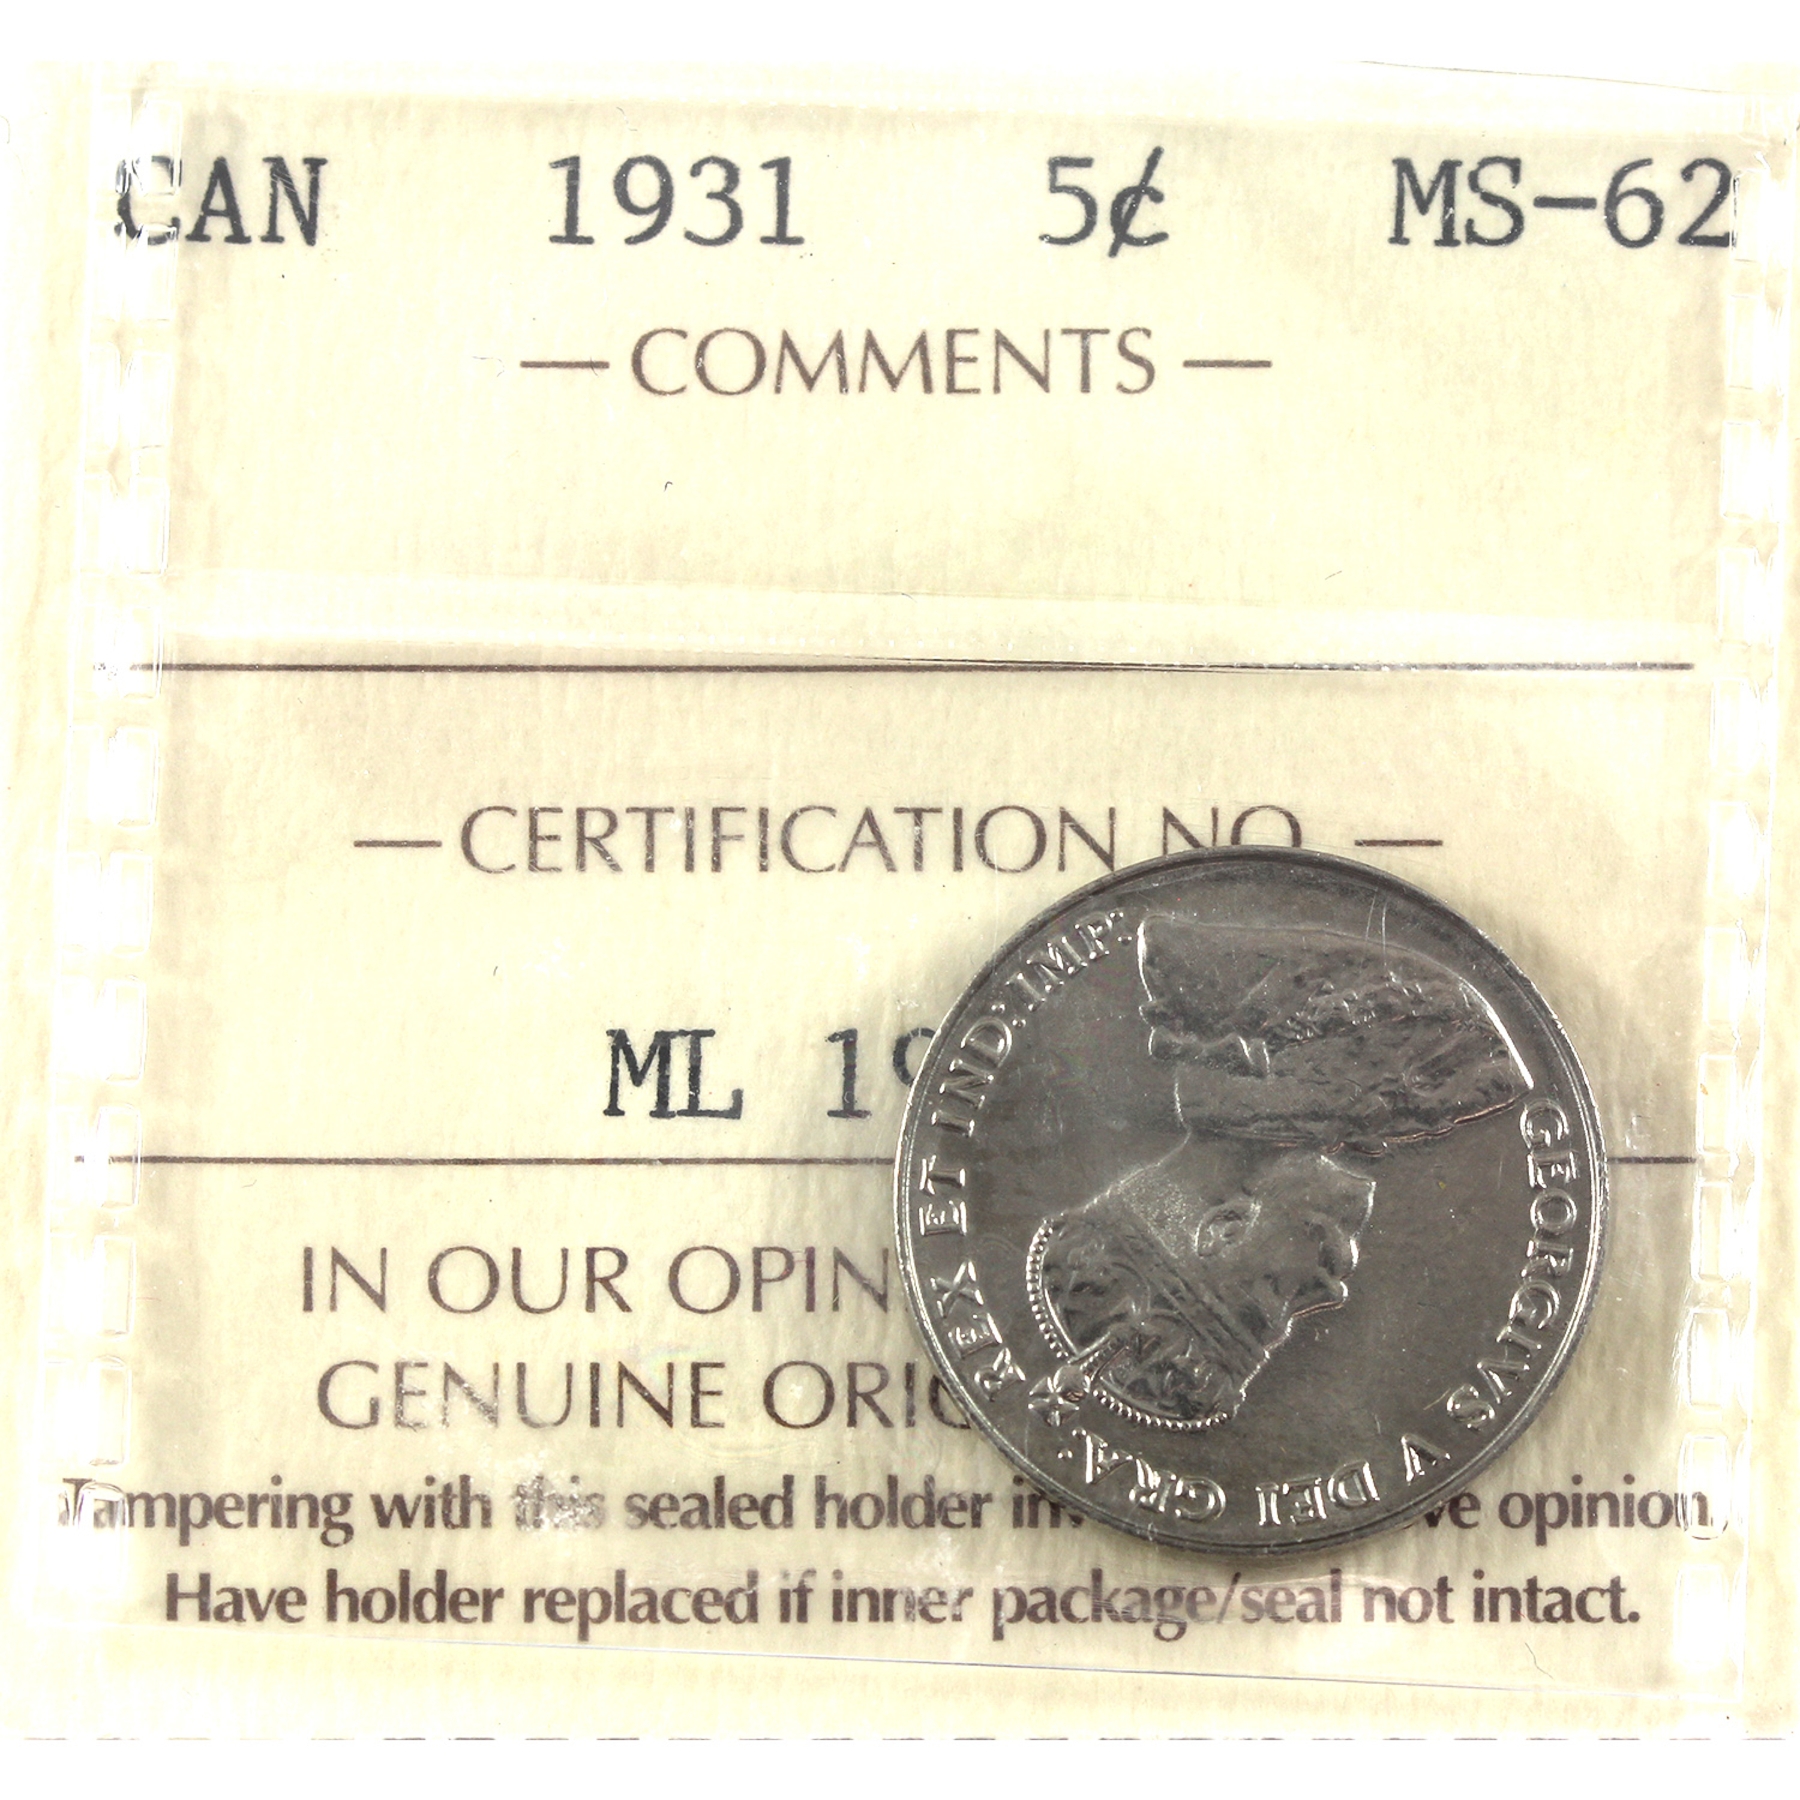 CAN 1931 5¢ MS-62
— COMMENTS —
— CERTIFICATION NO —
ML 1
IN OUR OPIN
GENUINE ORIG
Tampering with this sealed holder in ve opinion.
Have holder replaced if inner package/seal not intact.
GEORGIVS V DEI GRA: REX ET IND: IMP: